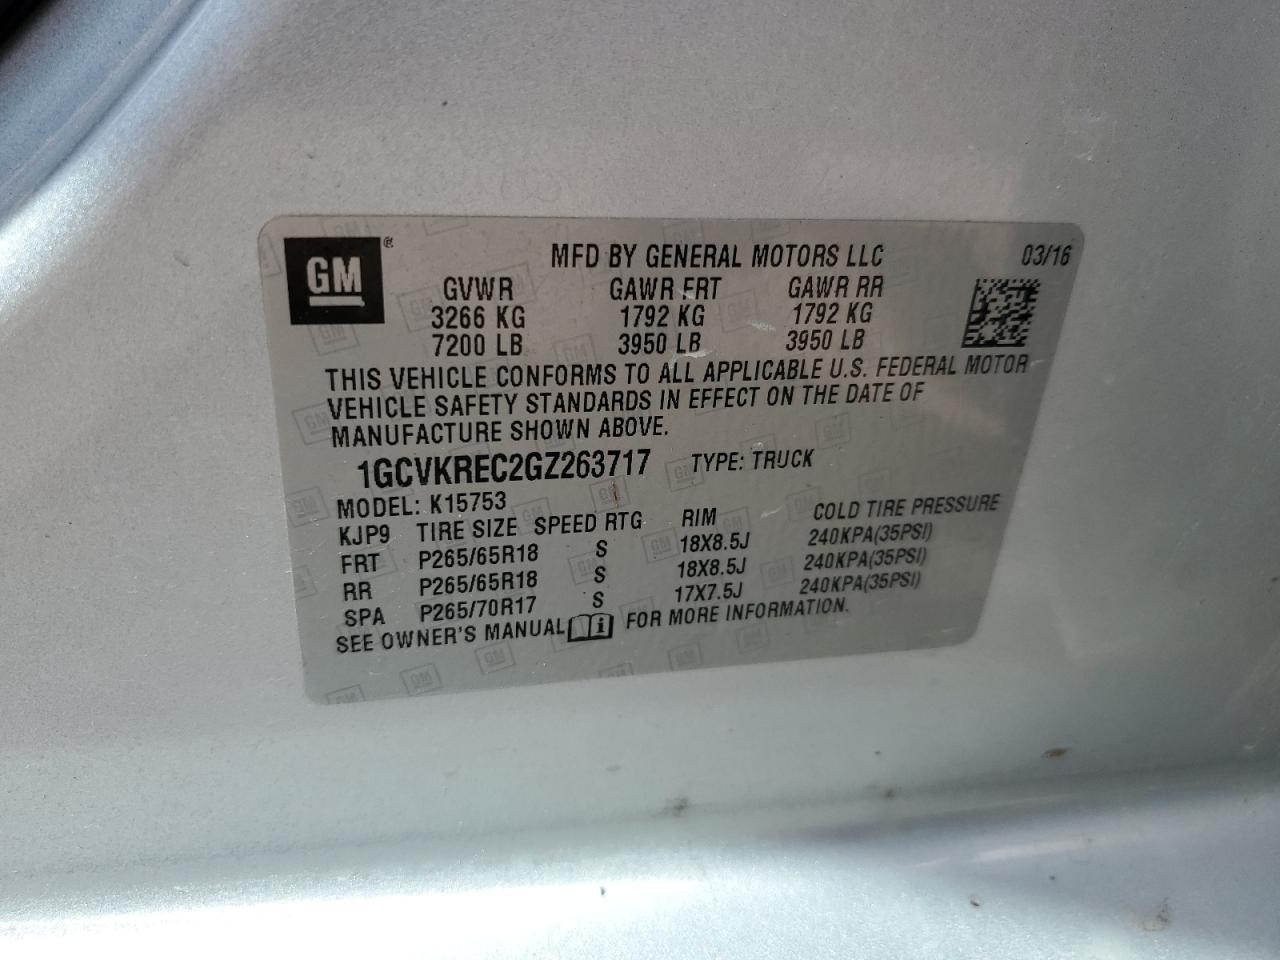 GM ®
MFD BY GENERAL MOTORS LLC 03/16
GVWR GAWR FRT GAWR RR
3266 KG 1792 KG 1792 KG
7200 LB 3950 LB 3950 LB
THIS VEHICLE CONFORMS TO ALL APPLICABLE U.S. FEDERAL MOTOR
VEHICLE SAFETY STANDARDS IN EFFECT ON THE DATE OF
MANUFACTURE SHOWN ABOVE.
1GCVKREC2GZ263717 TYPE: TRUCK
MODEL: K15753
KJP9 TIRE SIZE SPEED RTG RIM COLD TIRE PRESSURE
FRT P265/65R18 S 18X8.5J 240KPA(35PSI)
RR P265/65R18 S 18X8.5J 240KPA(35PSI)
SPA P265/70R17 S 17X7.5J 240KPA(35PSI)
SEE OWNER'S MANUAL FOR MORE INFORMATION.